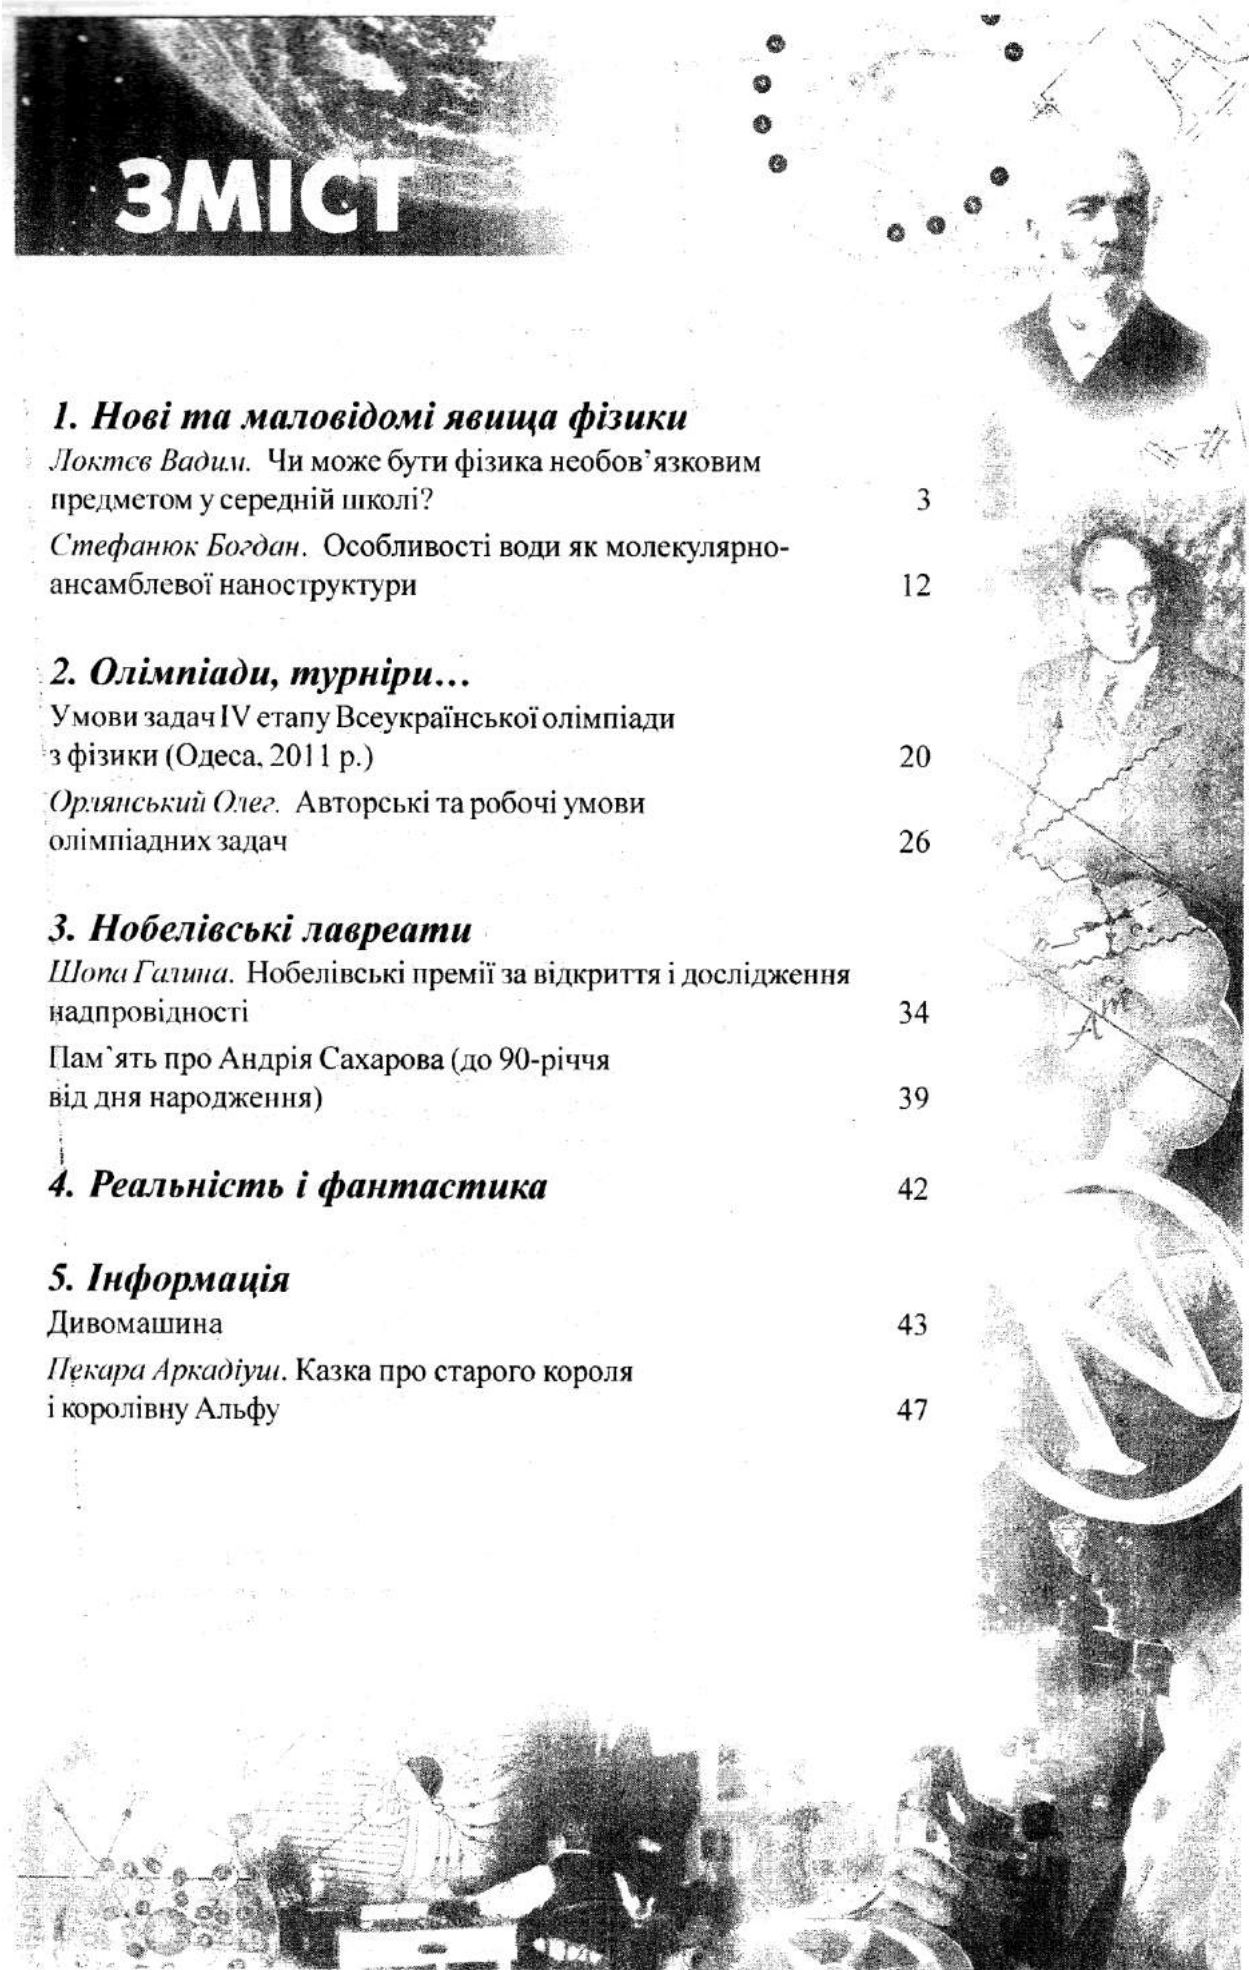 ЗМІСТ
1. Нові та маловідомі явища фізики
Локтєв Вадим. Чи може бути фізика необов’язковим
предметом у середній школі? 3
Стефанюк Богдан. Особливості води як молекулярно-
ансамблевої наноструктури 12
2. Олімпіади, турніри...
Умови задач IV етапу Всеукраїнської олімпіади
з фізики (Одеса, 2011 р.) 20
Орлянський Олег. Авторські та робочі умови
олімпіадних задач 26
3. Нобелівські лавреати
Шопа Галина. Нобелівські премії за відкриття і дослідження
надпровідності 34
Пам’ять про Андрія Сахарова (до 90-річчя
від дня народження) 39
4. Реальність і фантастика 42
5. Інформація
Дивомашина 43
Пекара Аркадіуш. Казка про старого короля
і королівну Альфу 47